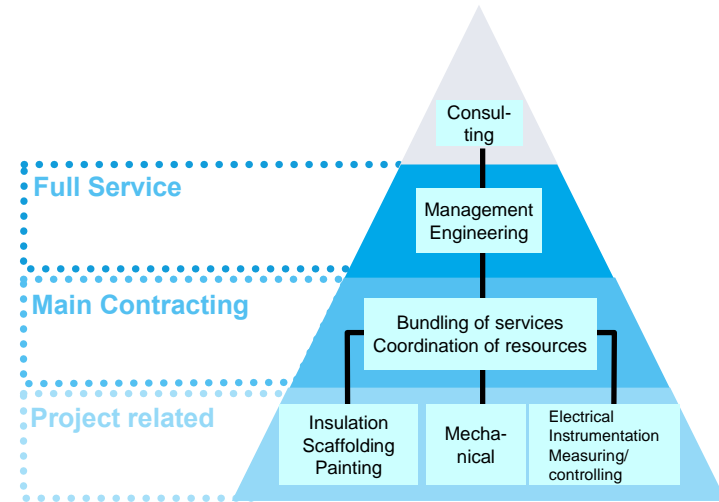 Consul-
ting
Full Service
Management
Engineering
Main Contracting
Bundling of services
Coordination of resources
Project related
Insulation
Scaffolding
Painting
Mecha-
nical
Electrical
Instrumentation
Measuring/
controlling